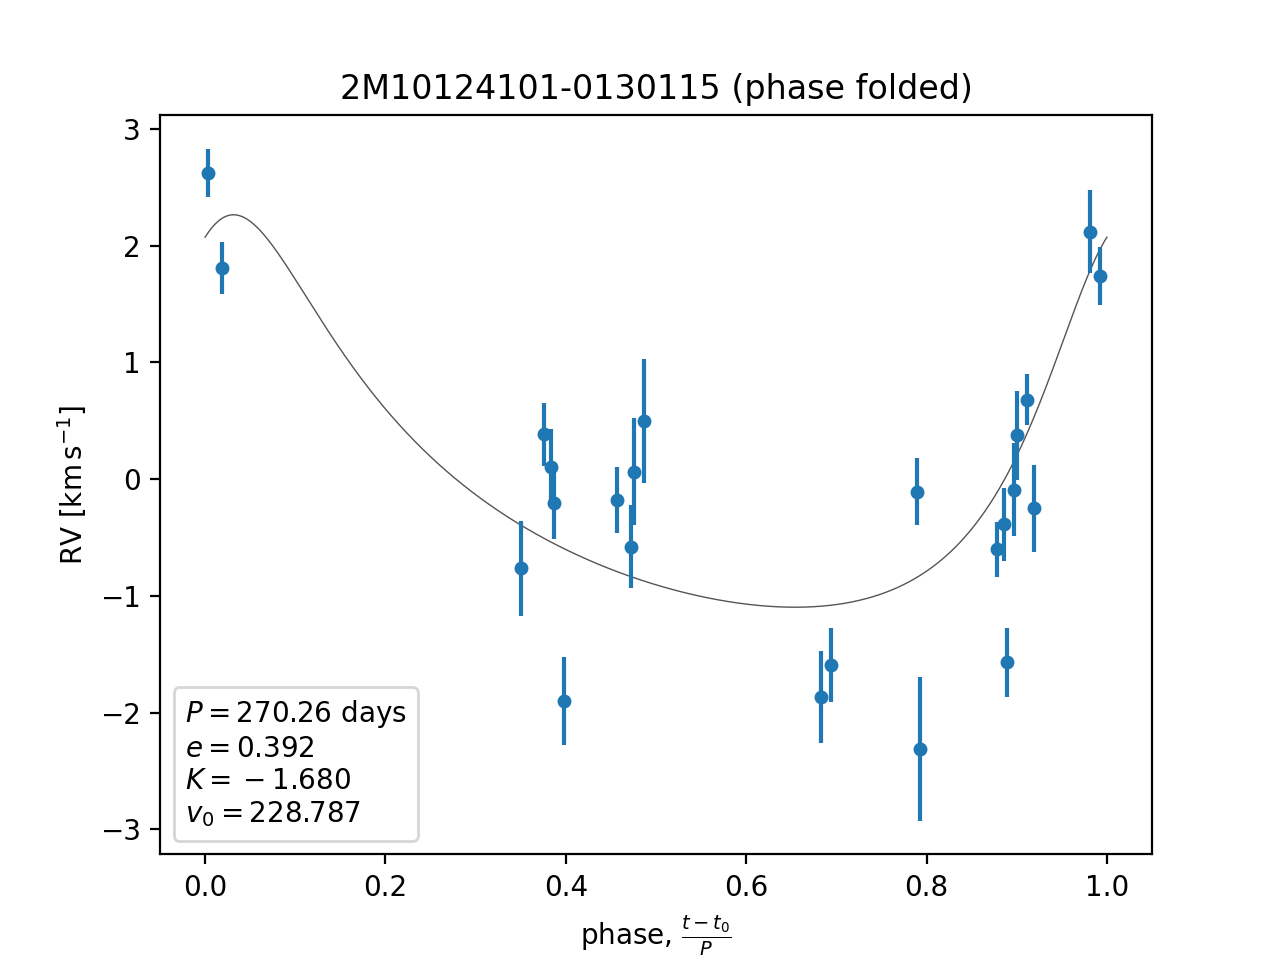 2M10124101-0130115 (phase folded)
3
2
1
0
−1
−2
−3
RV [km s⁻¹]
P = 270.26 days
e = 0.392
K = −1.680
v₀ = 228.787
0.0 0.2 0.4 0.6 0.8 1.0
phase, (t − t₀)/P